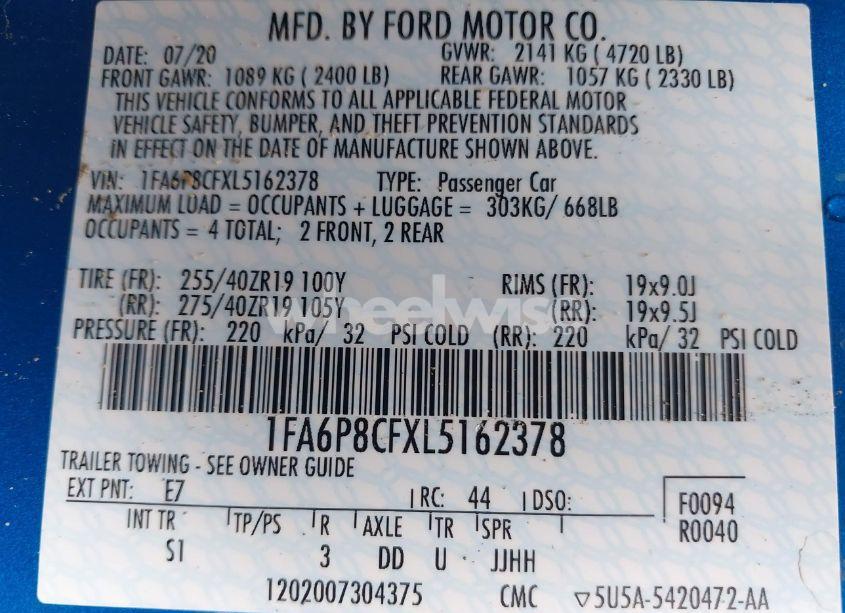 MFD. BY FORD MOTOR CO.
DATE: 07/20 GVWR: 2141 KG ( 4720 LB)
FRONT GAWR: 1089 KG ( 2400 LB) REAR GAWR: 1057 KG ( 2330 LB)
THIS VEHICLE CONFORMS TO ALL APPLICABLE FEDERAL MOTOR
VEHICLE SAFETY, BUMPER, AND THEFT PREVENTION STANDARDS
IN EFFECT ON THE DATE OF MANUFACTURE SHOWN ABOVE.
VIN: 1FA6P8CFXL5162378 TYPE: Passenger Car
MAXIMUM LOAD = OCCUPANTS + LUGGAGE = 303KG/ 668LB
OCCUPANTS = 4 TOTAL; 2 FRONT, 2 REAR
TIRE (FR): 255/40ZR19 100Y RIMS (FR): 19x9.0J
(RR): 275/40ZR19 105Y (RR): 19x9.5J
wheelwis
PRESSURE (FR): 220 kPa/ 32 PSI COLD (RR): 220 kPa/ 32 PSI COLD
1FA6P8CFXL5162378
TRAILER TOWING - SEE OWNER GUIDE
EXT PNT: E7 RC: 44 DSO: F0094
INT TR TP/PS R AXLE TR SPR R0040
S1 3 DD U JJHH
1202007304375 CMC ▽5U5A-5420472-AA